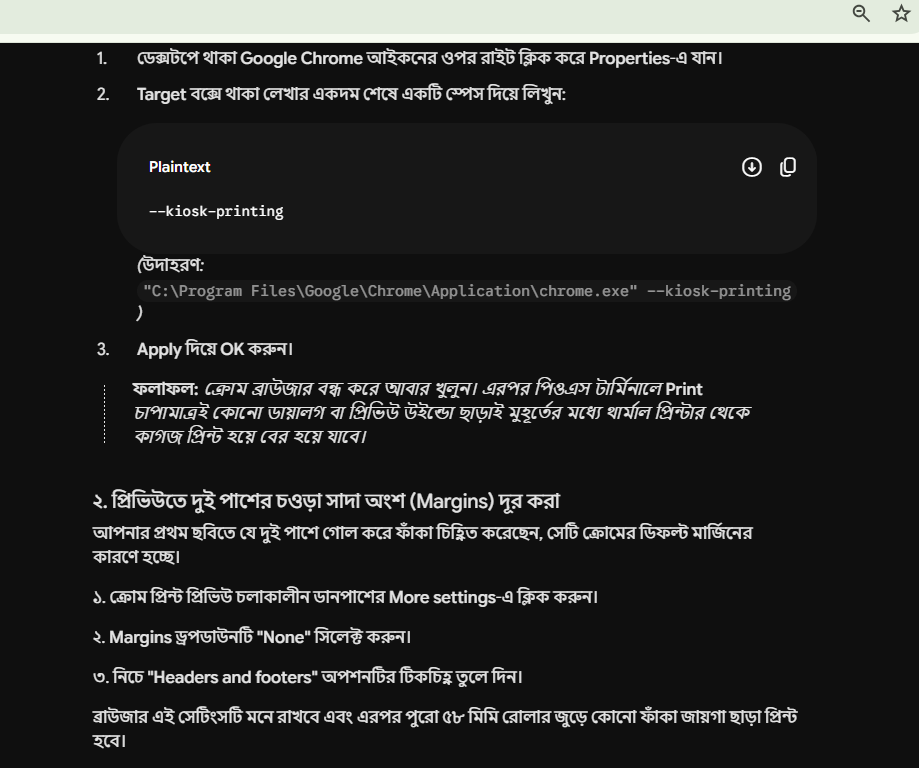 1. ডেক্সটপে থাকা Google Chrome আইকনের ওপর রাইট ক্লিক করে Properties-এ যান।
2. Target বক্সে থাকা লেখার একদম শেষে একটি স্পেস দিয়ে লিখুন:
Plaintext
--kiosk-printing
(উদাহরণ:
"C:\Program Files\Google\Chrome\Application\chrome.exe" --kiosk-printing
)
3. Apply দিয়ে OK করুন।
ফলাফল: ক্রোম ব্রাউজার বন্ধ করে আবার খুলুন। এরপর পিওএস টার্মিনালে Print
চাপামাত্রই কোনো ডায়ালগ বা প্রিভিউ উইন্ডো ছাড়াই মুহূর্তের মধ্যে থার্মাল প্রিন্টার থেকে
কাগজ প্রিন্ট হয়ে বের হয়ে যাবে।
২. প্রিভিউতে দুই পাশের চওড়া সাদা অংশ (Margins) দূর করা
আপনার প্রথম ছবিতে যে দুই পাশে গোল করে ফাঁকা চিহ্নিত করেছেন, সেটি ক্রোমের ডিফল্ট মার্জিনের
কারণে হচ্ছে।
১. ক্রোম প্রিন্ট প্রিভিউ চলাকালীন ডানপাশের More settings-এ ক্লিক করুন।
২. Margins ড্রপডাউনটি "None" সিলেক্ট করুন।
৩. নিচে "Headers and footers" অপশনটির টিকচিহ্ন তুলে দিন।
ব্রাউজার এই সেটিংসটি মনে রাখবে এবং এরপর পুরো ৫৮ মিমি রোলার জুড়ে কোনো ফাঁকা জায়গা ছাড়া প্রিন্ট
হবে।